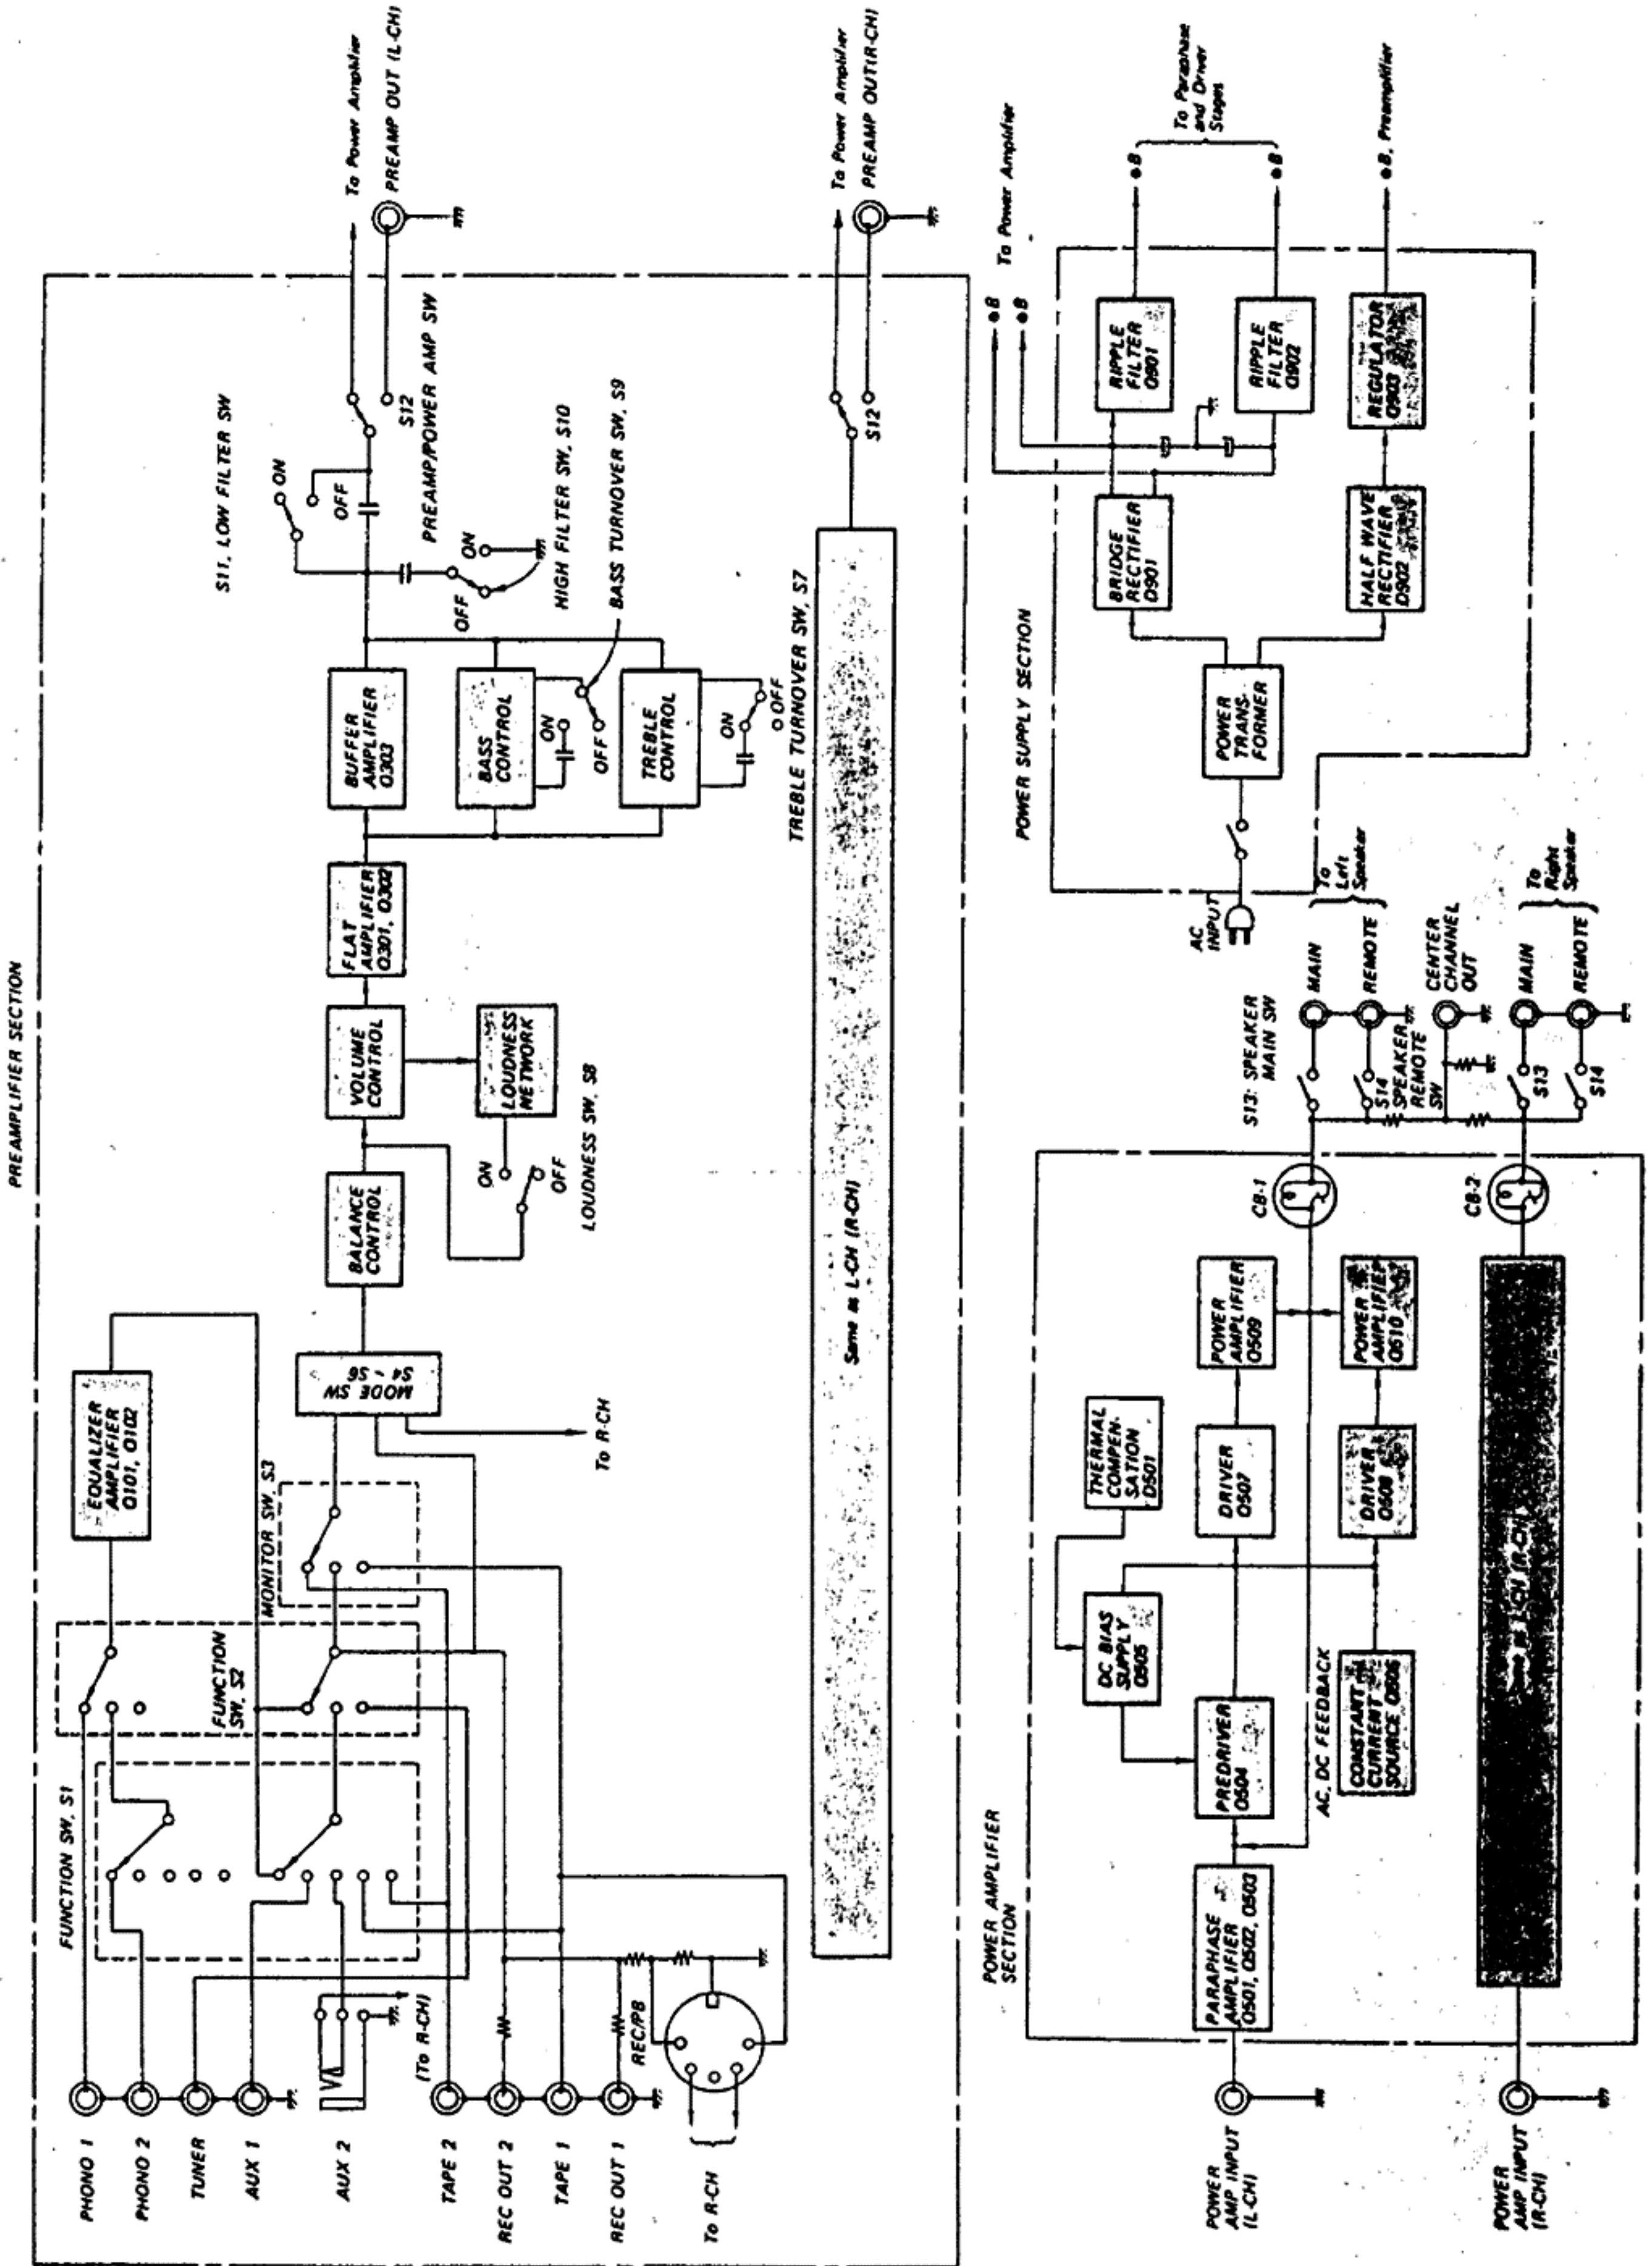 PREAMPLIFIER SECTION
PHONO 1
PHONO 2
TUNER
AUX 1
AUX 2
TAPE 2
REC OUT 2
TAPE 1
REC OUT 1
To R-CH
(To R-CH)
REC/PB
FUNCTION SW, S1
FUNCTION
SW, S2
MONITOR SW, S3
EQUALIZER
AMPLIFIER
Q101, Q102
MODE SW
S4 - S6
To R-CH
BALANCE
CONTROL
VOLUME
CONTROL
LOUDNESS
NETWORK
ON
OFF
LOUDNESS SW, S8
FLAT
AMPLIFIER
Q301, Q302
BUFFER
AMPLIFIER
Q303
BASS
CONTROL
ON
OFF
TREBLE
CONTROL
ON
OFF
TREBLE TURNOVER SW, S7
BASS TURNOVER SW, S9
HIGH FILTER SW, S10
ON
OFF
S11, LOW FILTER SW
ON
OFF
S12
PREAMP/POWER AMP SW
To Power Amplifier
PREAMP OUT (L-CH)
Same as L-CH (R-CH)
S12
To Power Amplifier
PREAMP OUT(R-CH)
POWER AMPLIFIER
SECTION
POWER
AMP INPUT
(L-CH)
POWER
AMP INPUT
(R-CH)
PARAPHASE
AMPLIFIER
Q501, Q502, Q503
PREDRIVER
Q504
DC BIAS
SUPPLY
Q505
AC, DC FEEDBACK
CONSTANT
CURRENT
SOURCE Q506
THERMAL
COMPEN-
SATION
D501
DRIVER
Q507
DRIVER
Q508
POWER
AMPLIFIER
Q509
POWER
AMPLIFIER
Q510
Same as L-CH (R-CH)
CB-1
CB-2
S13: SPEAKER
MAIN SW
S14
SPEAKER
REMOTE
SW
S13
S14
MAIN
REMOTE
To
Left
Speaker
CENTER
CHANNEL
OUT
MAIN
REMOTE
To
Right
Speaker
POWER SUPPLY SECTION
AC
INPUT
POWER
TRANS-
FORMER
BRIDGE
RECTIFIER
D901
HALF WAVE
RECTIFIER
D902
RIPPLE
FILTER
Q901
RIPPLE
FILTER
Q902
REGULATOR
Q903
B
B
To Power Amplifier
B
B
To Paraphase
and Driver
Stages
B, Preamplifier